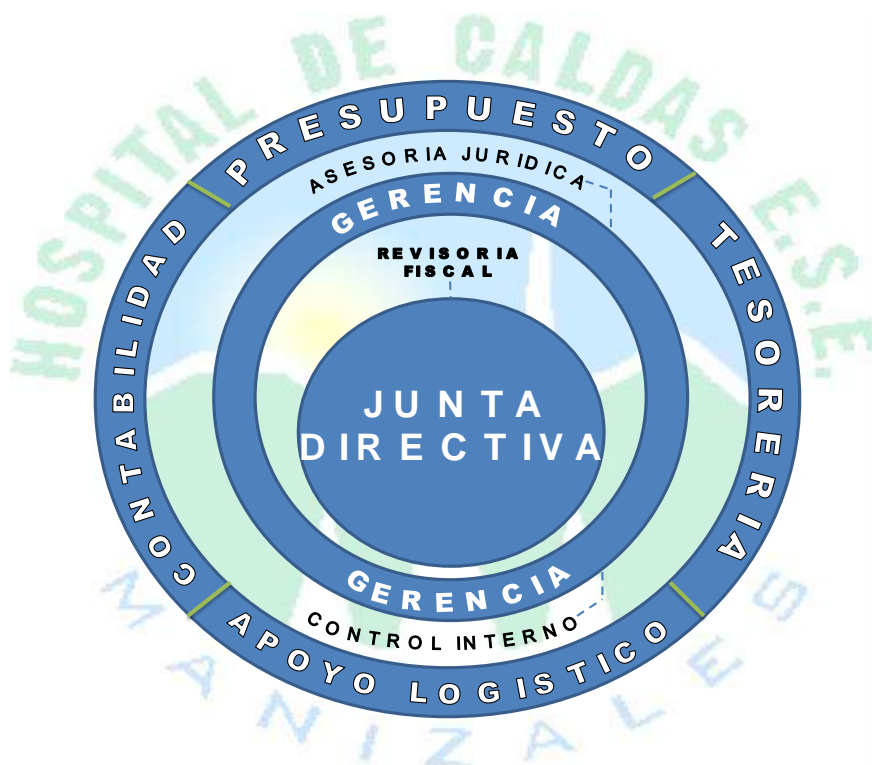 HOSPITAL DE CALDAS E.S.E.
PRESUPUESTO
ASESORIA JURIDICA
GERENCIA
REVISORIA
FISCAL
CONTABILIDAD
TESORERIA
JUNTA
DIRECTIVA
GERENCIA
CONTROL INTERNO
APOYO LOGISTICO
MANIZALES